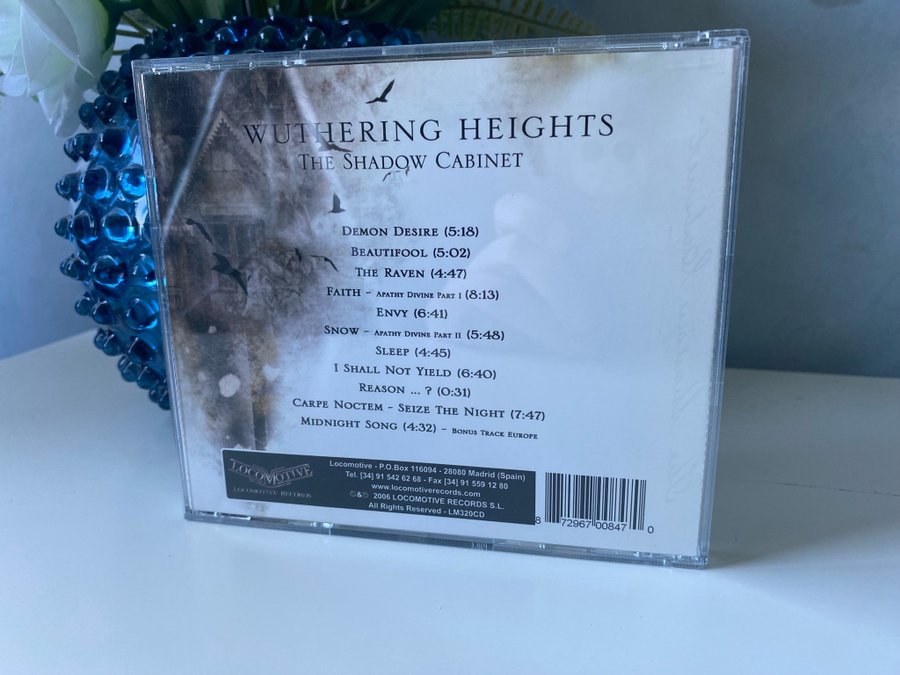 WUTHERING HEIGHTS
THE SHADOW CABINET
DEMON DESIRE (5:18)
BEAUTIFOOL (5:02)
THE RAVEN (4:47)
FAITH - APATHY DIVINE PART I (8:13)
ENVY (6:41)
SNOW - APATHY DIVINE PART II (5:48)
SLEEP (4:45)
I SHALL NOT YIELD (6:40)
REASON ... ? (0:31)
CARPE NOCTEM - SEIZE THE NIGHT (7:47)
MIDNIGHT SONG (4:32) - BONUS TRACK EUROPE
LOCOMOTIVE
LOCOMOTIVE RECORDS
Locomotive - P.O.Box 116094 - 28080 Madrid (Spain)
Tel. [34] 91 542 62 68 - Fax [34] 91 559 12 80
www.locomotiverecords.com
©&℗ 2006 LOCOMOTIVE RECORDS S.L.
All Rights Reserved - LM320CD
8 72967 00847 0